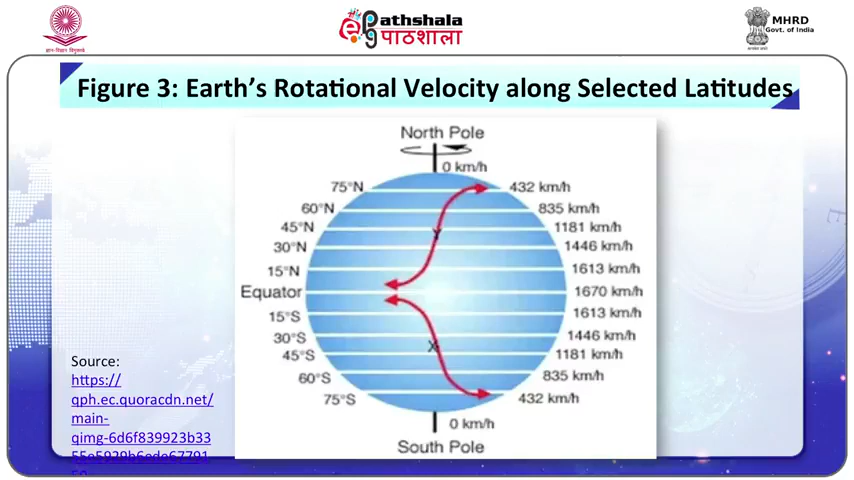 ज्ञान-विज्ञान विमुक्तये
ePathshala
पाठशाला
MHRD
Govt. of India
Figure 3: Earth's Rotational Velocity along Selected Latitudes
North Pole
0 km/h
75°N 432 km/h
60°N 835 km/h
45°N 1181 km/h
Y
30°N 1446 km/h
15°N 1613 km/h
Equator 1670 km/h
15°S 1613 km/h
30°S 1446 km/h
X
45°S 1181 km/h
60°S 835 km/h
75°S 432 km/h
0 km/h
South Pole
Source:
https://
qph.ec.quoracdn.net/
main-
qimg-6d6f839923b33